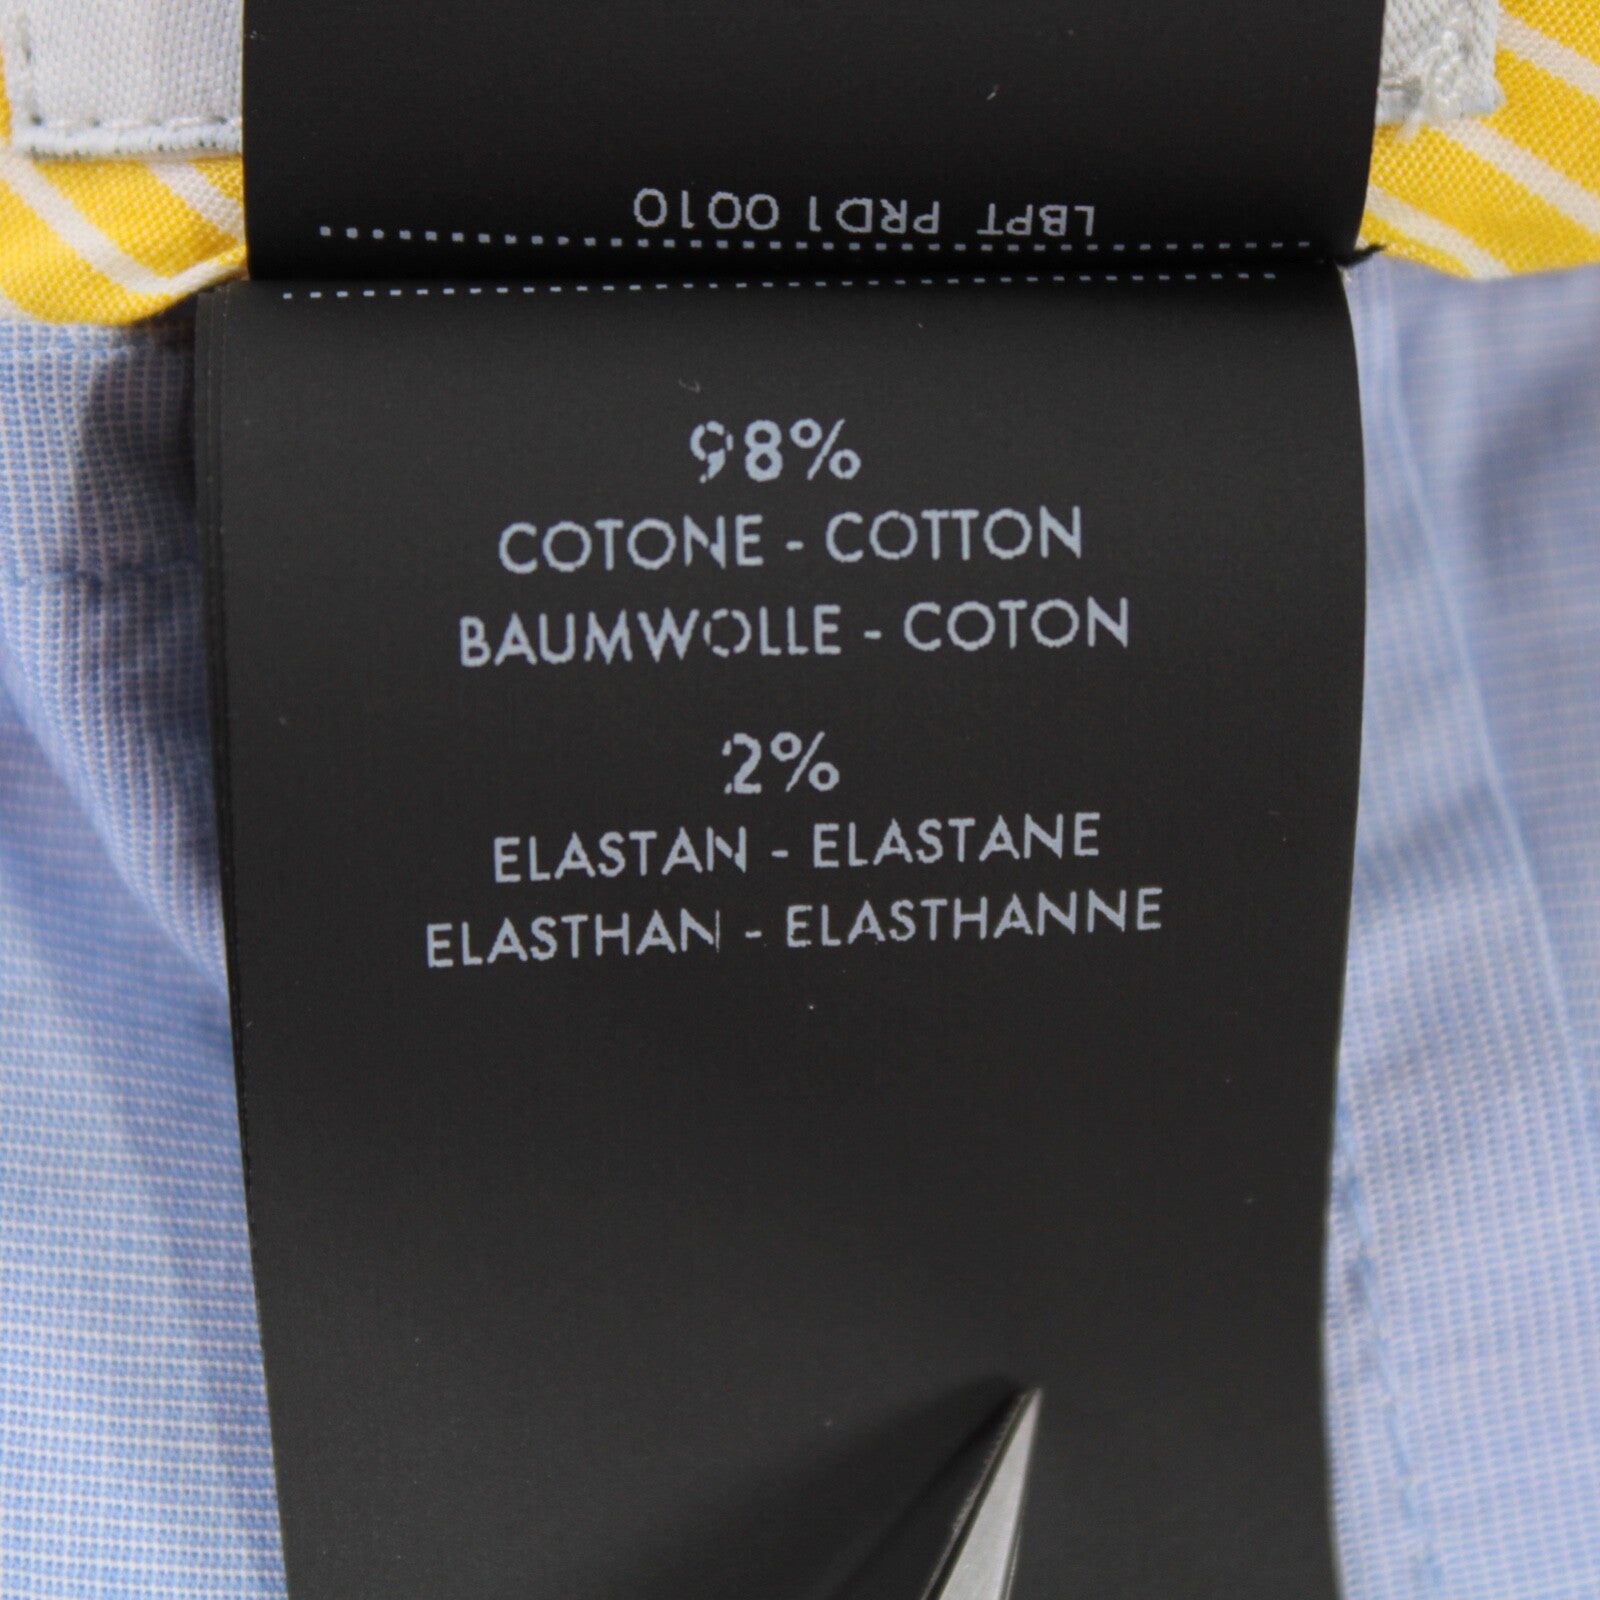 LBPT PRD1 0010
98%
COTONE - COTTON
BAUMWOLLE - COTON
2%
ELASTAN - ELASTANE
ELASTHAN - ELASTHANNE